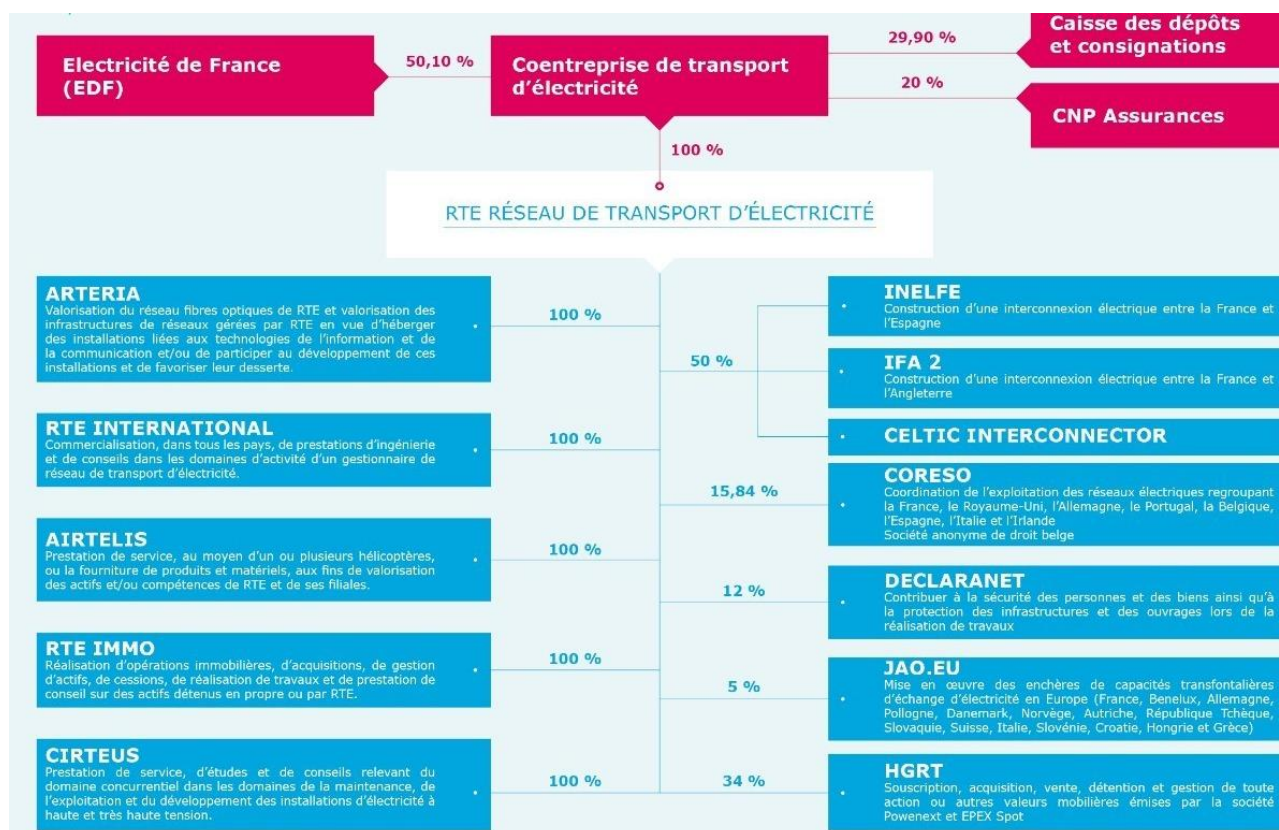 Caisse des dépôts
et consignations
29,90 %
Electricité de France
(EDF)
50,10 %
Coentreprise de transport
d'électricité
20 %
CNP Assurances
100 %
RTE RÉSEAU DE TRANSPORT D'ÉLECTRICITÉ
ARTERIA
Valorisation du réseau fibres optiques de RTE et valorisation des
infrastructures de réseaux gérées par RTE en vue d'héberger
des installations liées aux technologies de l'information et de
la communication et/ou de participer au développement de ces
installations et de favoriser leur desserte.
100 %
RTE INTERNATIONAL
Commercialisation, dans tous les pays, de prestations d'ingénierie
et de conseils dans les domaines d'activité d'un gestionnaire de
réseau de transport d'électricité.
100 %
AIRTELIS
Prestation de service, au moyen d'un ou plusieurs hélicoptères,
ou la fourniture de produits et matériels, aux fins de valorisation
des actifs et/ou compétences de RTE et de ses filiales.
100 %
RTE IMMO
Réalisation d'opérations immobilières, d'acquisitions, de gestion
d'actifs, de cessions, de réalisation de travaux et de prestation de
conseil sur des actifs détenus en propre ou par RTE.
100 %
CIRTEUS
Prestation de service, d'études et de conseils relevant du
domaine concurrentiel dans les domaines de la maintenance, de
l'exploitation et du développement des installations d'électricité à
haute et très haute tension.
100 %
50 %
INELFE
Construction d'une interconnexion électrique entre la France et
l'Espagne
IFA 2
Construction d'une interconnexion électrique entre la France et
l'Angleterre
CELTIC INTERCONNECTOR
15,84 %
CORESO
Coordination de l'exploitation des réseaux électriques regroupant
la France, le Royaume-Uni, l'Allemagne, le Portugal, la Belgique,
l'Espagne, l'Italie et l'Irlande
Société anonyme de droit belge
12 %
DECLARANET
Contribuer à la sécurité des personnes et des biens ainsi qu'à
la protection des infrastructures et des ouvrages lors de la
réalisation de travaux
5 %
JAO.EU
Mise en œuvre des enchères de capacités transfontalières
d'échange d'électricité en Europe (France, Benelux, Allemagne,
Pollogne, Danemark, Norvège, Autriche, République Tchèque,
Slovaquie, Suisse, Italie, Slovénie, Croatie, Hongrie et Grèce)
34 %
HGRT
Souscription, acquisition, vente, détention et gestion de toute
action ou autres valeurs mobilières émises par la société
Powenext et EPEX Spot